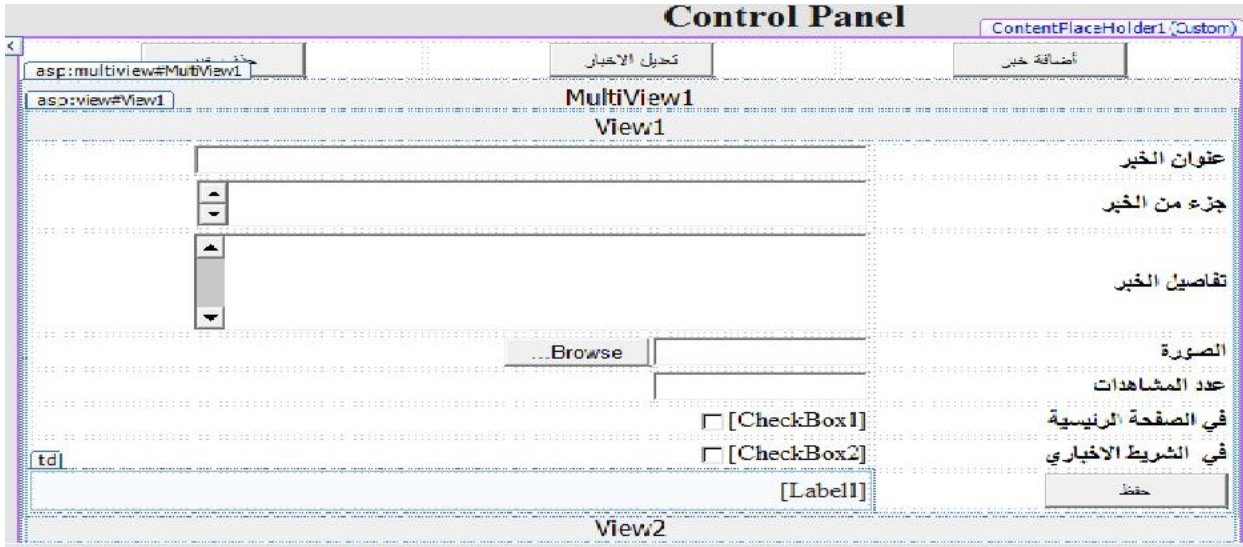 Control Panel
ContentPlaceHolder1 (Custom)
أضافة خبر
تحديل الاخبار
asp:multiview#MultiView1
MultiView1
asp:view#View1
View1
عنوان الخبر
جزء من الخبر
تفاصيل الخبر
الصورة
Browse...
عدد المشاهدات
في الصفحة الرئيسية
[CheckBox1]
في الشريط الاخباري
[CheckBox2]
td
حفظ
[Label1]
View2